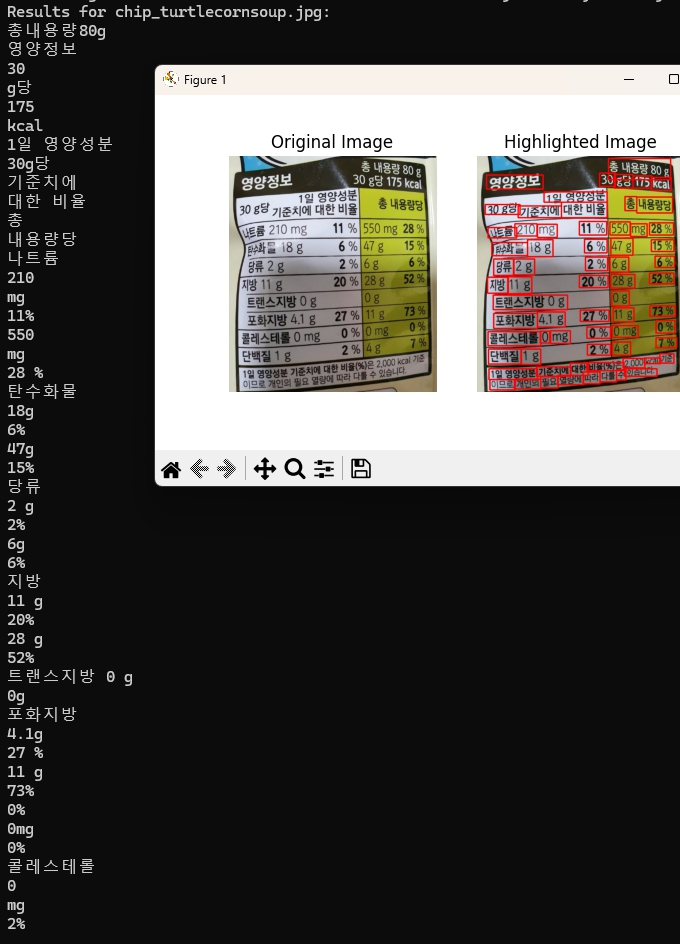 Results for chip_turtlecornsoup.jpg:
총내용량80g
영양정보
30
g당
175
kcal
1일 영양성분
30g당
기준치에
대한 비율
총
내용량당
나트륨
210
mg
11%
550
mg
28 %
탄수화물
18g
6%
47g
15%
당류
2 g
2%
6g
6%
지방
11 g
20%
28 g
52%
트랜스지방 0 g
0g
포화지방
4.1g
27 %
11 g
73%
0%
0mg
0%
콜레스테롤
0
mg
2%
Figure 1
Original Image
총 내용량 80 g
영양정보 30 g당 175 kcal
30 g당 1일 영양성분 기준치에 대한 비율 총 내용량당
나트륨 210 mg 11 % 550 mg 28 %
탄수화물 18 g 6 % 47 g 15 %
당류 2 g 2 % 6 g 6 %
지방 11 g 20 % 28 g 52 %
트랜스지방 0 g 0 g
포화지방 4.1 g 27 % 11 g 73 %
콜레스테롤 0 mg 0 % 0 mg 0 %
단백질 1 g 2 % 4 g 7 %
1일 영양성분 기준치에 대한 비율(%)은 2,000 kcal 기준
이므로 개인의 필요 열량에 따라 다를 수 있습니다.
Highlighted Image
총 내용량 80 g
영양정보 30 g당 175 kcal
30 g당 1일 영양성분 기준치에 대한 비율 총 내용량당
나트륨 210 mg 11 % 550 mg 28 %
탄수화물 18 g 6 % 47 g 15 %
당류 2 g 2 % 6 g 6 %
지방 11 g 20 % 28 g 52 %
트랜스지방 0 g 0 g
포화지방 4.1 g 27 % 11 g 73 %
콜레스테롤 0 mg 0 % 0 mg 0 %
단백질 1 g 2 % 4 g 7 %
1일 영양성분 기준치에 대한 비율(%)은 2,000 kcal 기준
이므로 개인의 필요 열량에 따라 다를 수 있습니다.